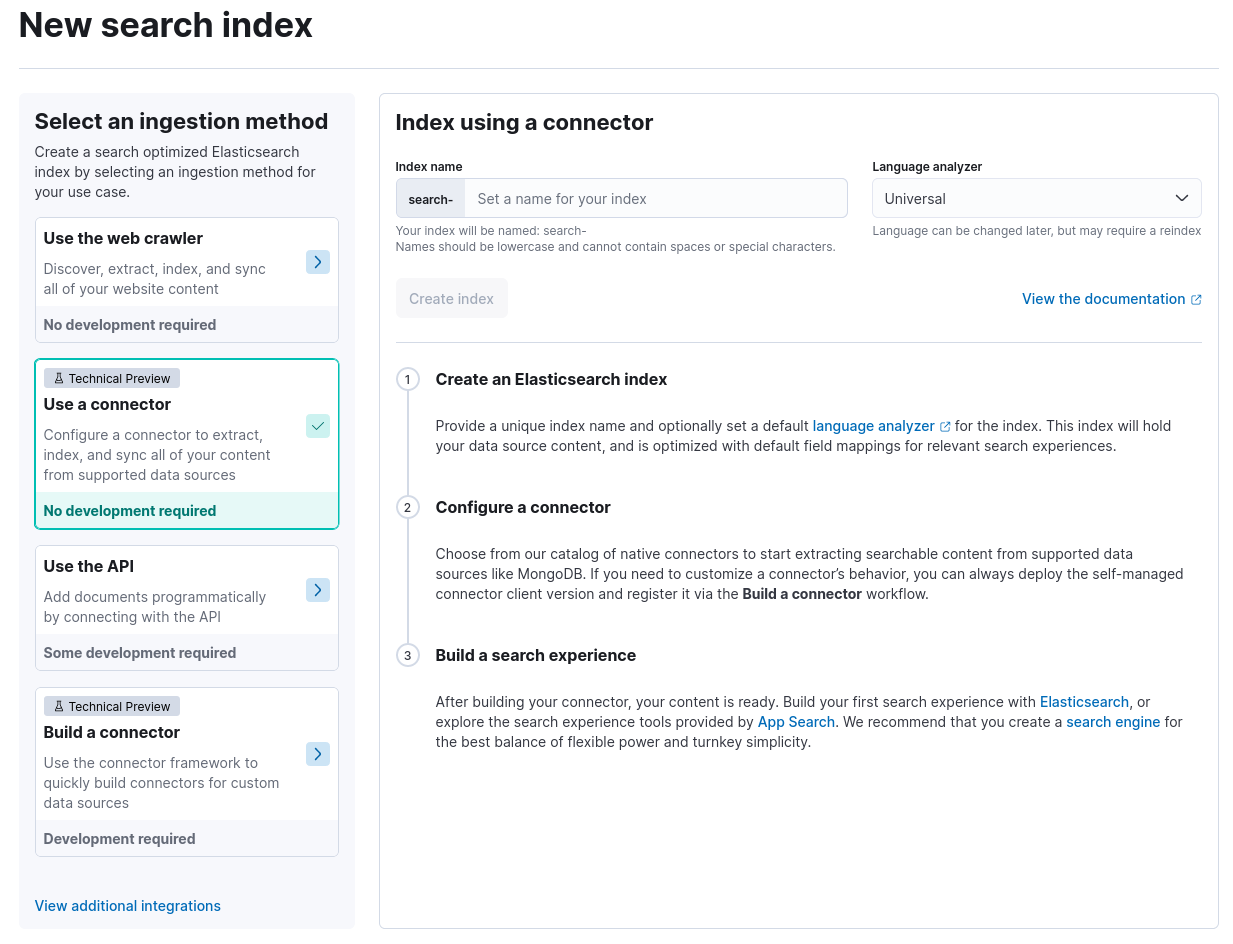 New search index
Select an ingestion method
Create a search optimized Elasticsearch
index by selecting an ingestion method for
your use case.
Use the web crawler
Discover, extract, index, and sync
all of your website content
No development required
Technical Preview
Use a connector
Configure a connector to extract,
index, and sync all of your content
from supported data sources
No development required
Use the API
Add documents programmatically
by connecting with the API
Some development required
Technical Preview
Build a connector
Use the connector framework to
quickly build connectors for custom
data sources
Development required
View additional integrations
Index using a connector
Index name
search- Set a name for your index
Your index will be named: search-
Names should be lowercase and cannot contain spaces or special characters.
Language analyzer
Universal
Language can be changed later, but may require a reindex
Create index
View the documentation
1 Create an Elasticsearch index
Provide a unique index name and optionally set a default language analyzer for the index. This index will hold
your data source content, and is optimized with default field mappings for relevant search experiences.
2 Configure a connector
Choose from our catalog of native connectors to start extracting searchable content from supported data
sources like MongoDB. If you need to customize a connector’s behavior, you can always deploy the self-managed
connector client version and register it via the Build a connector workflow.
3 Build a search experience
After building your connector, your content is ready. Build your first search experience with Elasticsearch, or
explore the search experience tools provided by App Search. We recommend that you create a search engine for
the best balance of flexible power and turnkey simplicity.